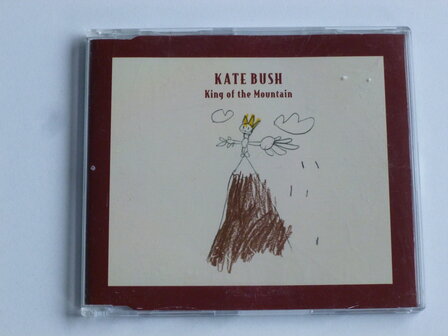 KATE BUSH
King of the Mountain